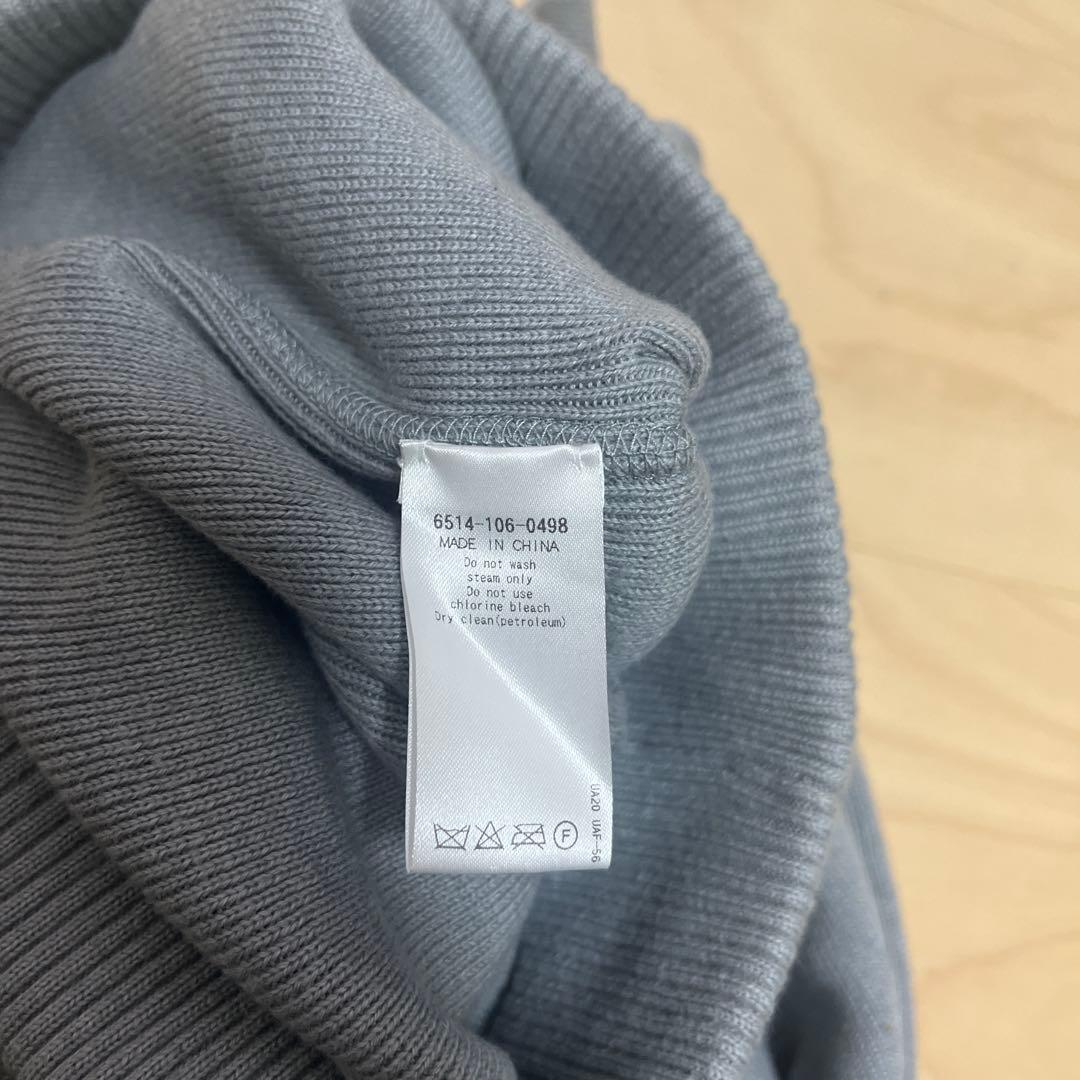 6514-106-0498
MADE IN CHINA
Do not wash
steam only
Do not use
chlorine bleach
Dry clean(petroleum)
UA20 UAF-56
F